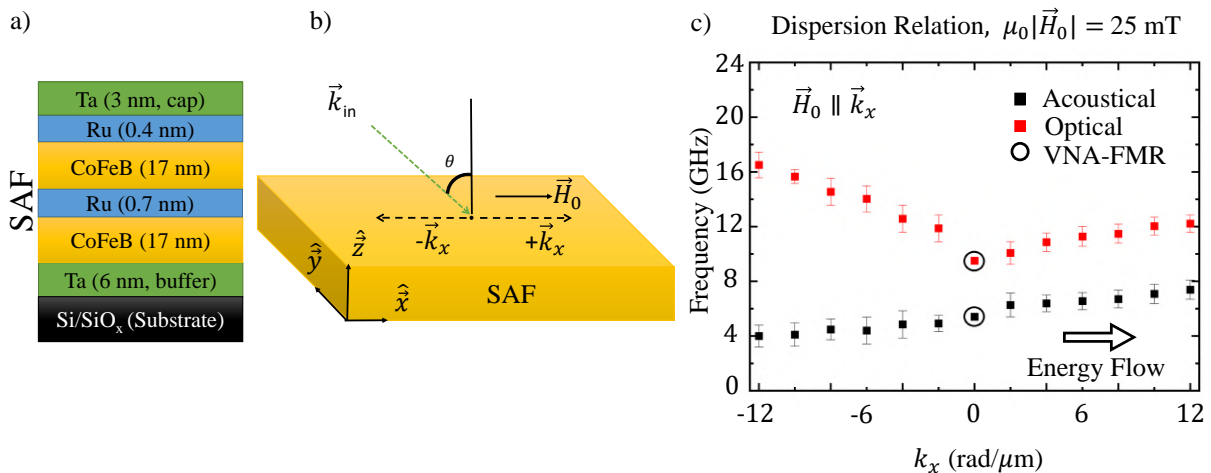 a)
SAF
Ta (3 nm, cap)
Ru (0.4 nm)
CoFeB (17 nm)
Ru (0.7 nm)
CoFeB (17 nm)
Ta (6 nm, buffer)
Si/SiOₓ (Substrate)
b)
k⃗_in
θ
H⃗₀
-k⃗ₓ
+k⃗ₓ
ŷ
ẑ
x̂
SAF
c)
Dispersion Relation, μ₀|H⃗₀| = 25 mT
H⃗₀ ∥ k⃗ₓ
Acoustical
Optical
VNA-FMR
Energy Flow
Frequency (GHz)
24
20
16
12
8
4
0
-12
-6
0
6
12
kₓ (rad/μm)